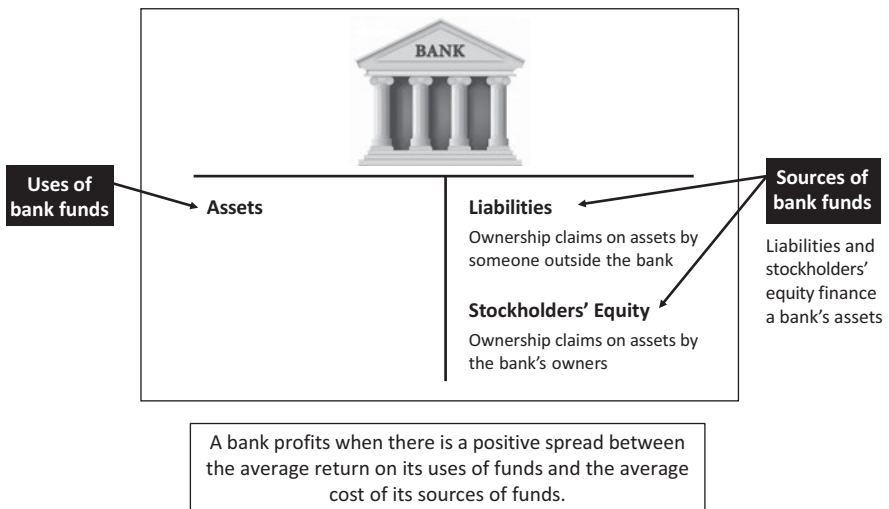 BANK
Uses of
bank funds
Assets
Liabilities
Ownership claims on assets by
someone outside the bank
Stockholders’ Equity
Ownership claims on assets by
the bank’s owners
Sources of
bank funds
Liabilities and
stockholders’
equity finance
a bank’s assets
A bank profits when there is a positive spread between
the average return on its uses of funds and the average
cost of its sources of funds.